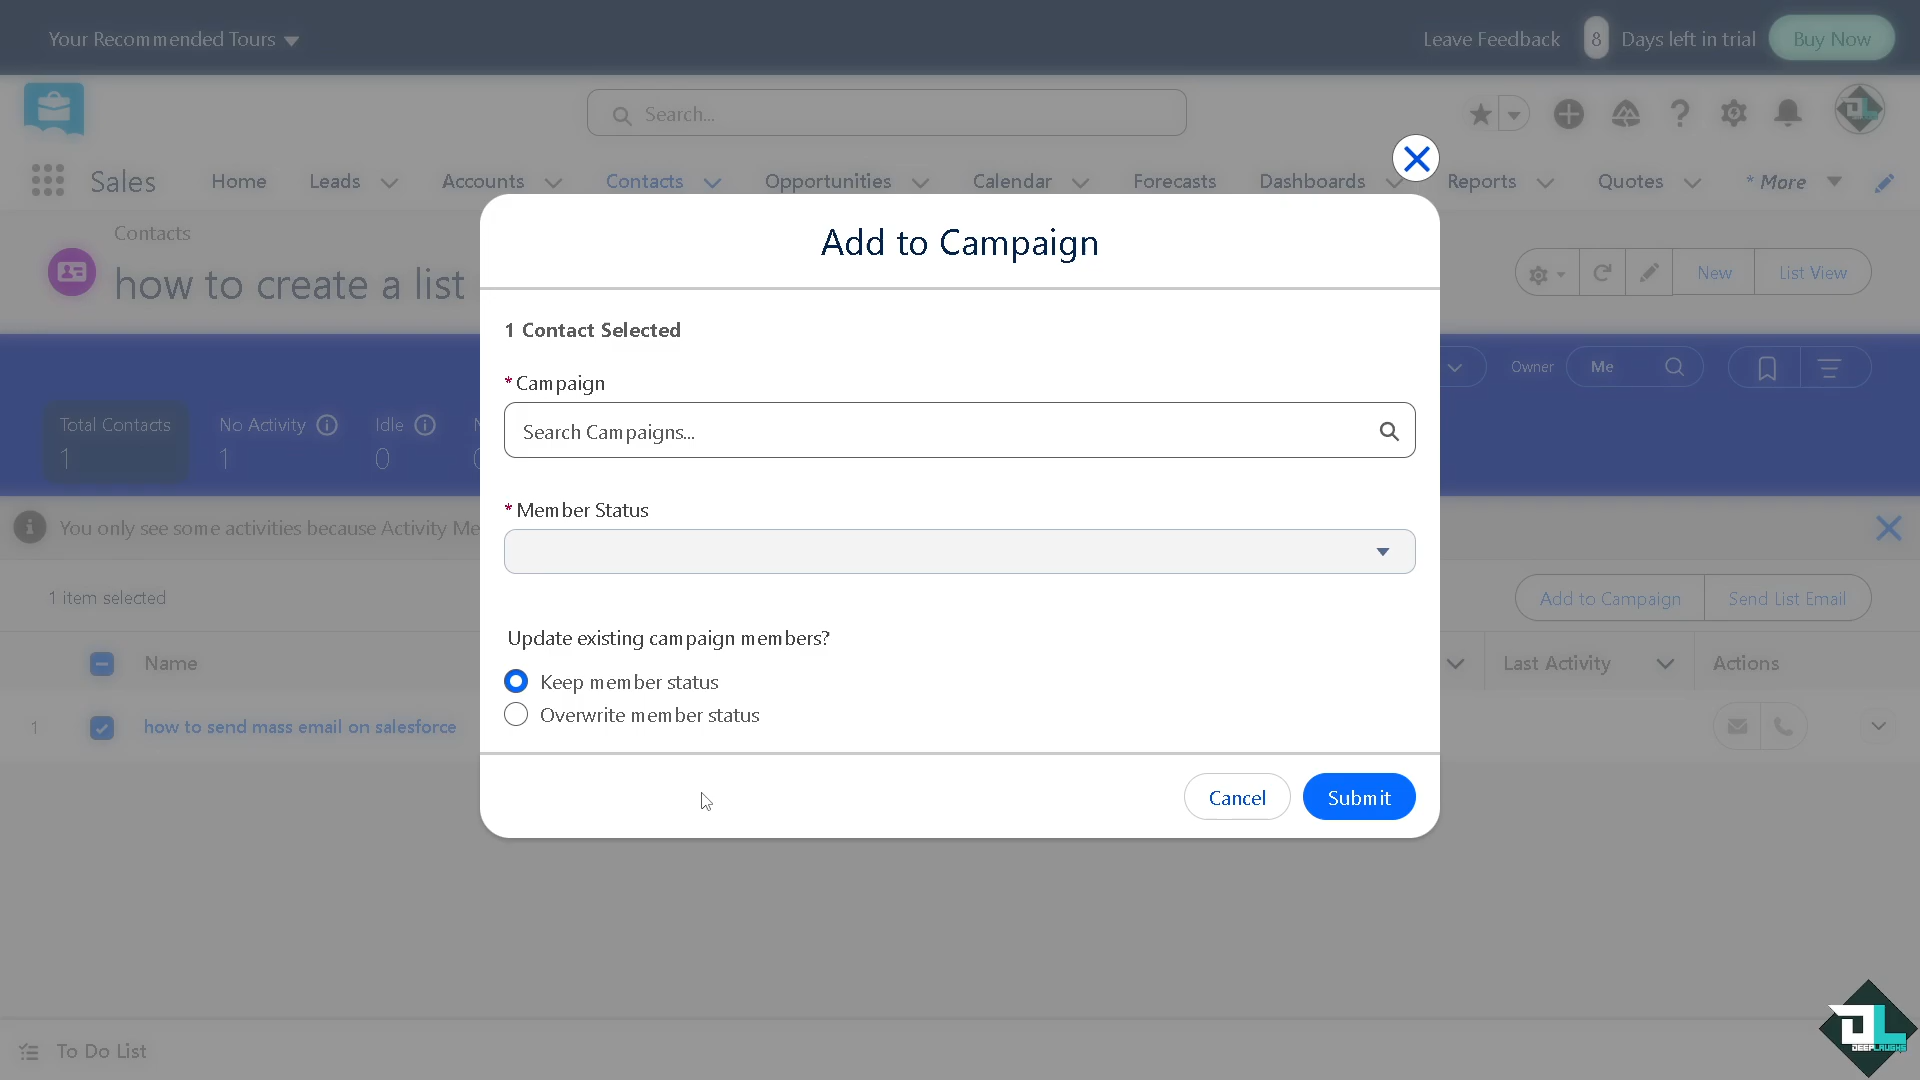 Your Recommended Tours
Leave Feedback
8
Days left in trial
Buy Now
Search...
Sales
Home
Leads
Accounts
Contacts
Opportunities
Calendar
Forecasts
Dashboards
Reports
Quotes
* More
Contacts
how to create a list
New
List View
Add to Campaign
1 Contact Selected
*Campaign
Search Campaigns...
*Member Status
Update existing campaign members?
Keep member status
Overwrite member status
Cancel
Submit
Owner
Me
Total Contacts
1
No Activity
1
Idle
0
You only see some activities because Activity Me
1 item selected
Add to Campaign
Send List Email
Name
Last Activity
Actions
1
how to send mass email on salesforce
To Do List
DL
DEEPLAUGHS